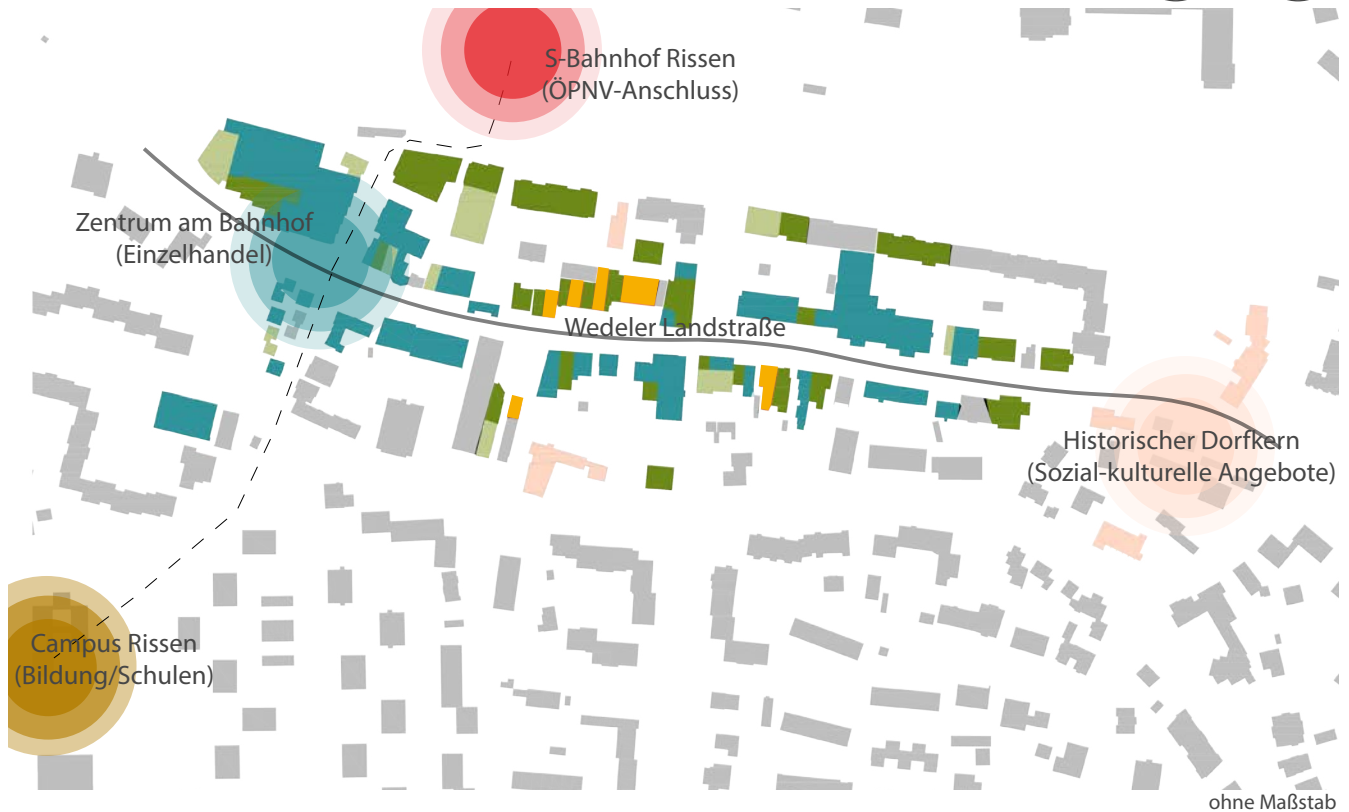 S-Bahnhof Rissen
(ÖPNV-Anschluss)
Zentrum am Bahnhof
(Einzelhandel)
Wedeler Landstraße
Historischer Dorfkern
(Sozial-kulturelle Angebote)
Campus Rissen
(Bildung/Schulen)
ohne Maßstab